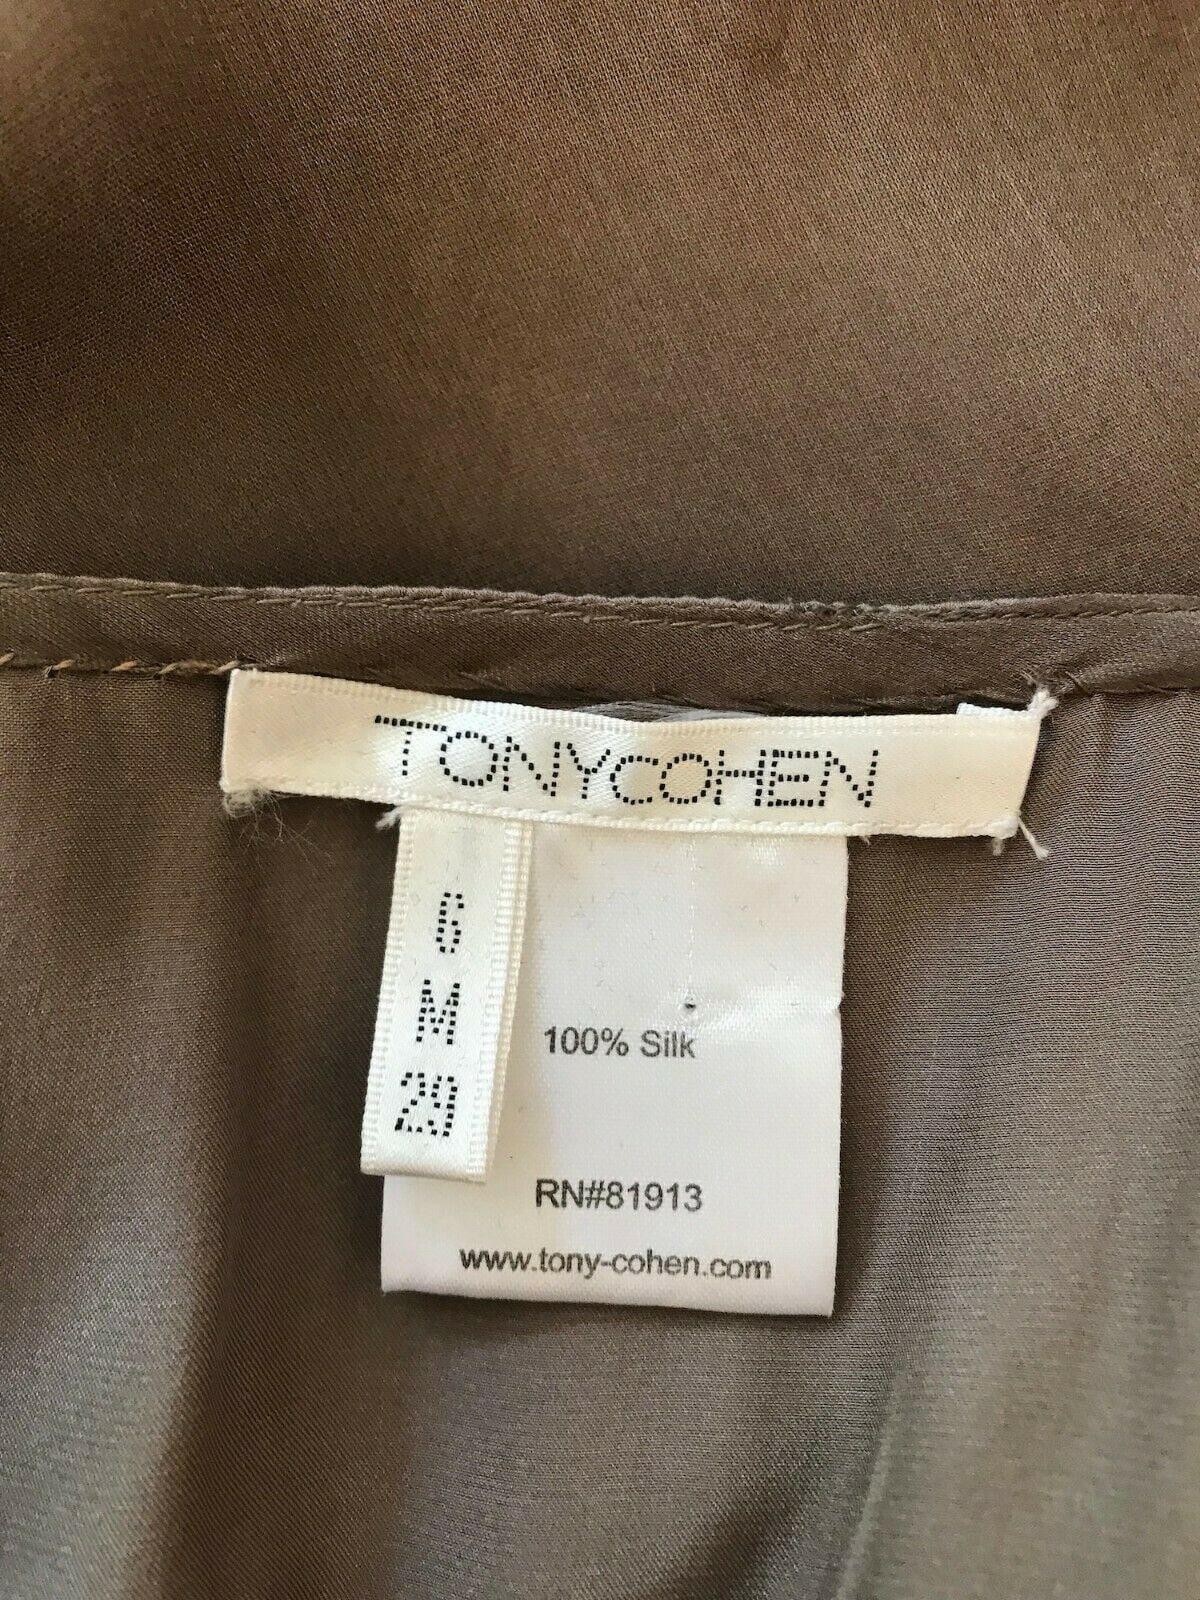 TONYCOHEN
6
M
29
100% Silk
RN#81913
www.tony-cohen.com